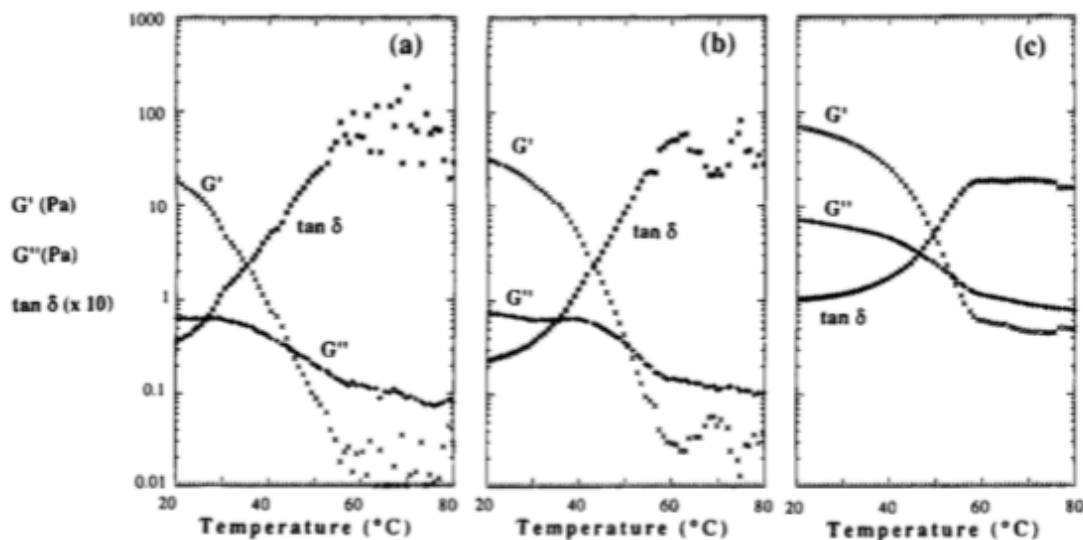 1000
100
10
1
0.1
0.01
G' (Pa)
G"(Pa)
tan δ (x 10)
(a)
G'
tan δ
G"
20 40 60 80
Temperature (°C)
(b)
G'
tan δ
G"
20 40 60 80
Temperature (°C)
(c)
G'
G"
tan δ
20 40 60 80
Temperature (°C)